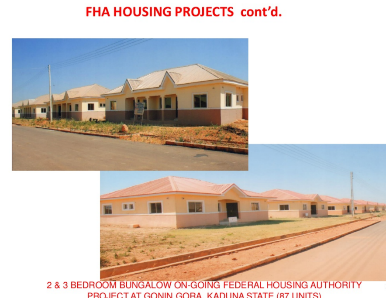 FHA HOUSING PROJECTS cont'd.
2 & 3 BEDROOM BUNGALOW ON-GOING FEDERAL HOUSING AUTHORITY
PROJECT AT GONIN GORA, KADUNA STATE (87 UNITS)